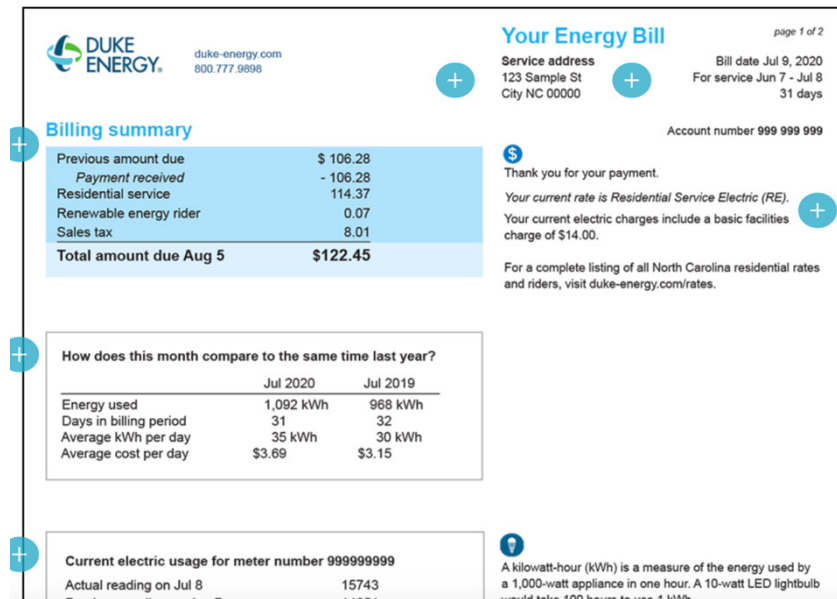 DUKE
ENERGY®
duke-energy.com
800.777.9898
Your Energy Bill
page 1 of 2
Service address
123 Sample St
City NC 00000
Bill date Jul 9, 2020
For service Jun 7 - Jul 8
31 days
Account number 999 999 999
Billing summary
Previous amount due $ 106.28
Payment received - 106.28
Residential service 114.37
Renewable energy rider 0.07
Sales tax 8.01
Total amount due Aug 5 $122.45
$
Thank you for your payment.
Your current rate is Residential Service Electric (RE).
Your current electric charges include a basic facilities
charge of $14.00.
For a complete listing of all North Carolina residential rates
and riders, visit duke-energy.com/rates.
How does this month compare to the same time last year?
Jul 2020 Jul 2019
Energy used 1,092 kWh 968 kWh
Days in billing period 31 32
Average kWh per day 35 kWh 30 kWh
Average cost per day $3.69 $3.15
Current electric usage for meter number 999999999
Actual reading on Jul 8 15743
A kilowatt-hour (kWh) is a measure of the energy used by
a 1,000-watt appliance in one hour. A 10-watt LED lightbulb
would take 100 hours to use 1 kWh